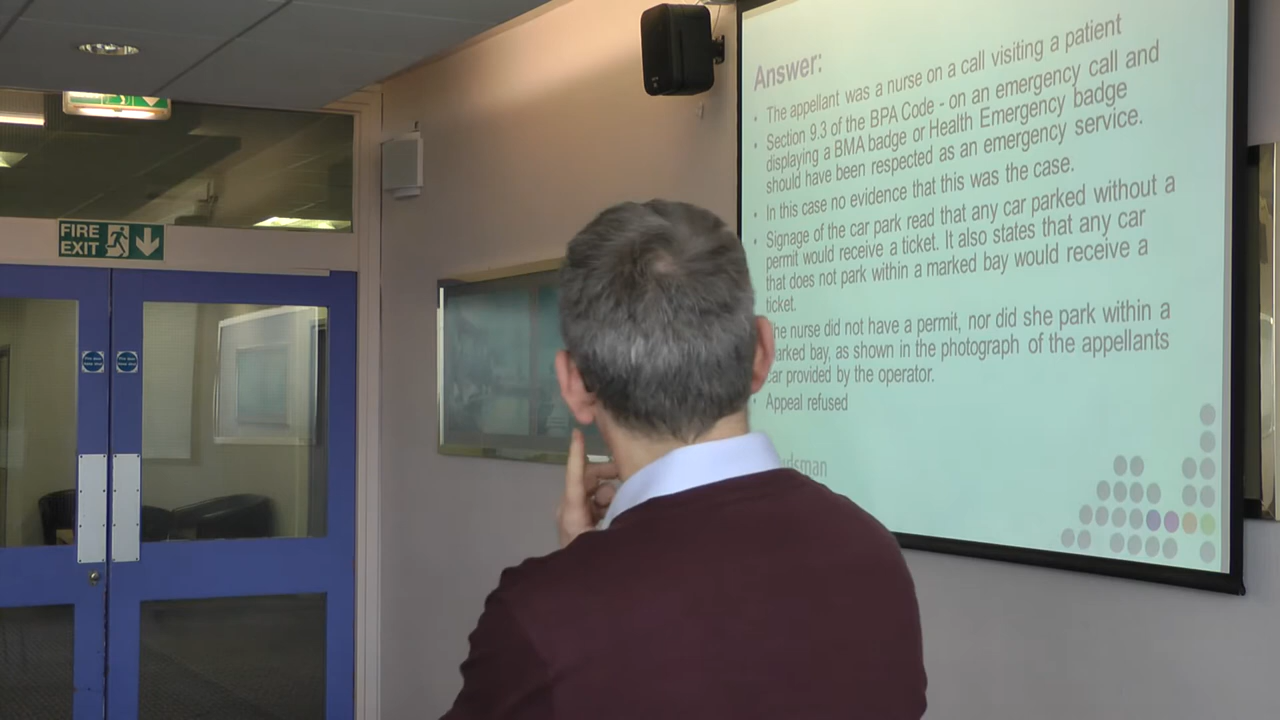 FIRE
EXIT
Answer:
• The appellant was a nurse on a call visiting a patient
• Section 9.3 of the BPA Code - on an emergency call and
displaying a BMA badge or Health Emergency badge
should have been respected as an emergency service.
• In this case no evidence that this was the case.
• Signage of the car park read that any car parked without a
permit would receive a ticket. It also states that any car
that does not park within a marked bay would receive a
ticket.
he nurse did not have a permit, nor did she park within a
arked bay, as shown in the photograph of the appellants
car provided by the operator.
• Appeal refused
udsman